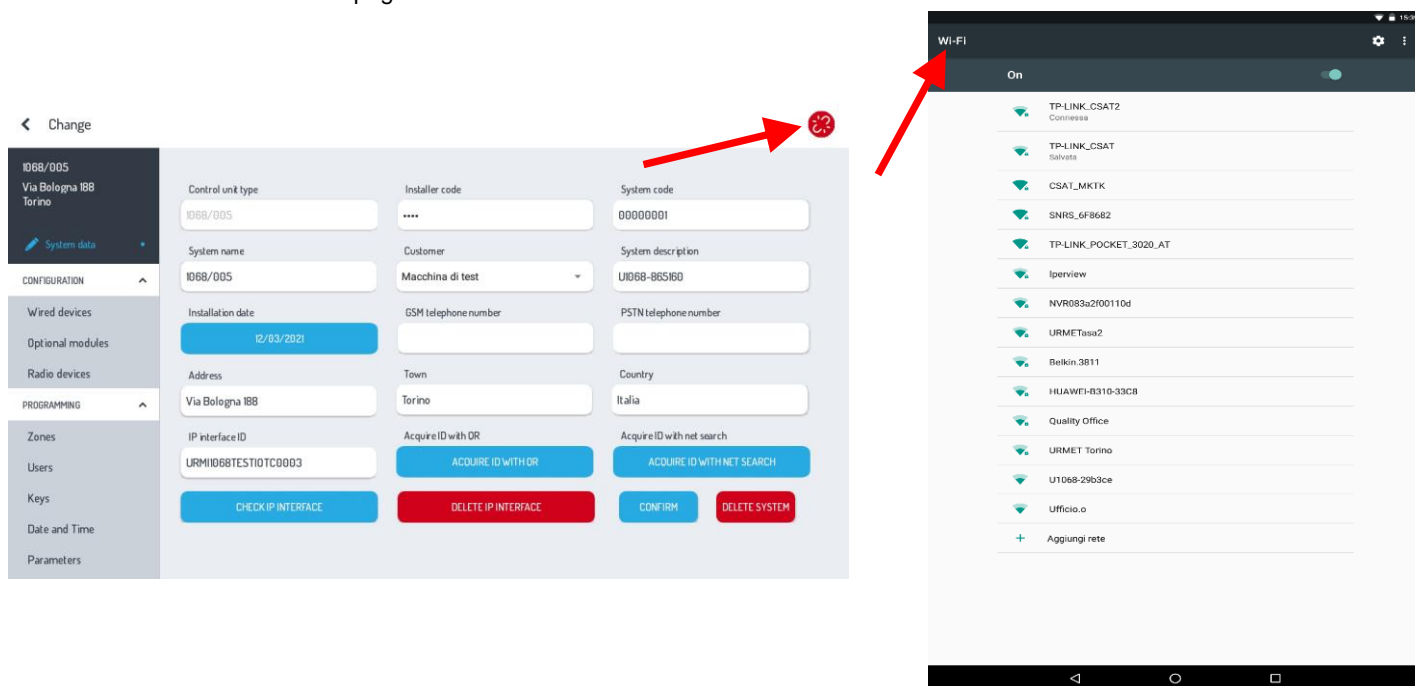 Change
1068/005
Via Bologna 188
Torino
System data
CONFIGURATION
Wired devices
Optional modules
Radio devices
PROGRAMMING
Zones
Users
Keys
Date and Time
Parameters
Control unit type
Installer code
System code
1068/005
••••
00000001
System name
Customer
System description
1068/005
Macchina di test
U1068-865160
Installation date
GSM telephone number
PSTN telephone number
12/03/2021
Address
Town
Country
Via Bologna 188
Torino
Italia
IP interface ID
Acquire ID with QR
Acquire ID with net search
URMI1068TESTIOTC0003
ACQUIRE ID WITH QR
ACQUIRE ID WITH NET SEARCH
CHECK IP INTERFACE
DELETE IP INTERFACE
CONFIRM
DELETE SYSTEM
Wi-Fi
On
TP-LINK_CSAT2
Connessa
TP-LINK_CSAT
Salvata
CSAT_MKTK
SNRS_6F8682
TP-LINK_POCKET_3020_AT
Iperview
NVR083a2f00110d
URMETasa2
Belkin.3811
HUAWEI-B310-33C8
Quality Office
URMET Torino
U1068-29b3ce
Ufficio.o
Aggiungi rete